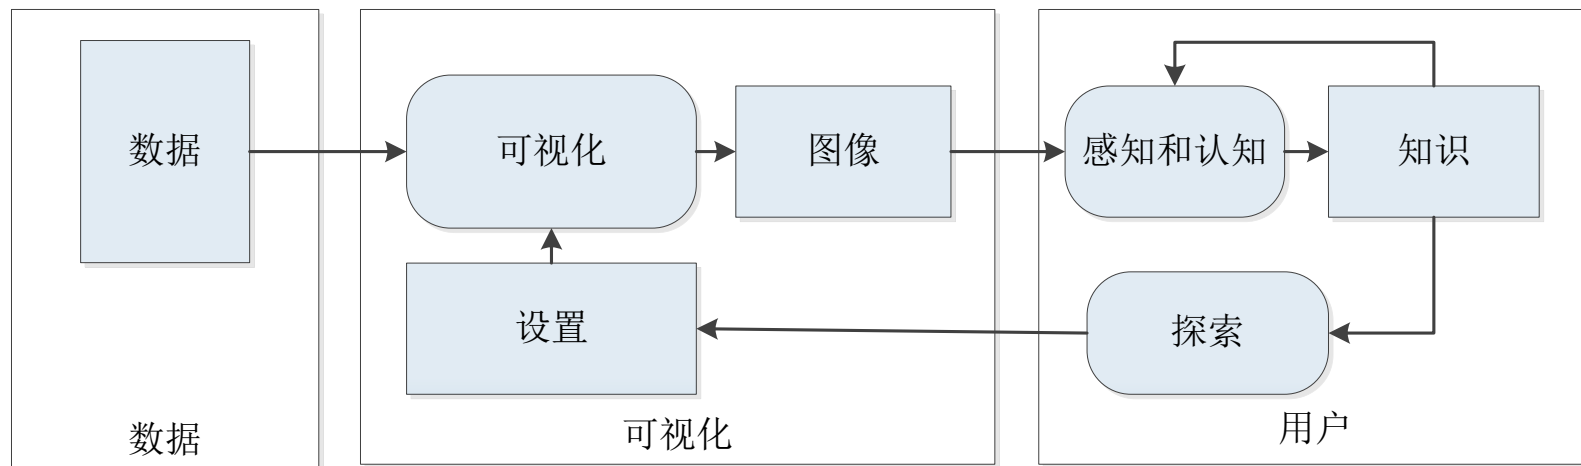 数据
可视化
图像
感知和认知
知识
设置
探索
数据
可视化
用户